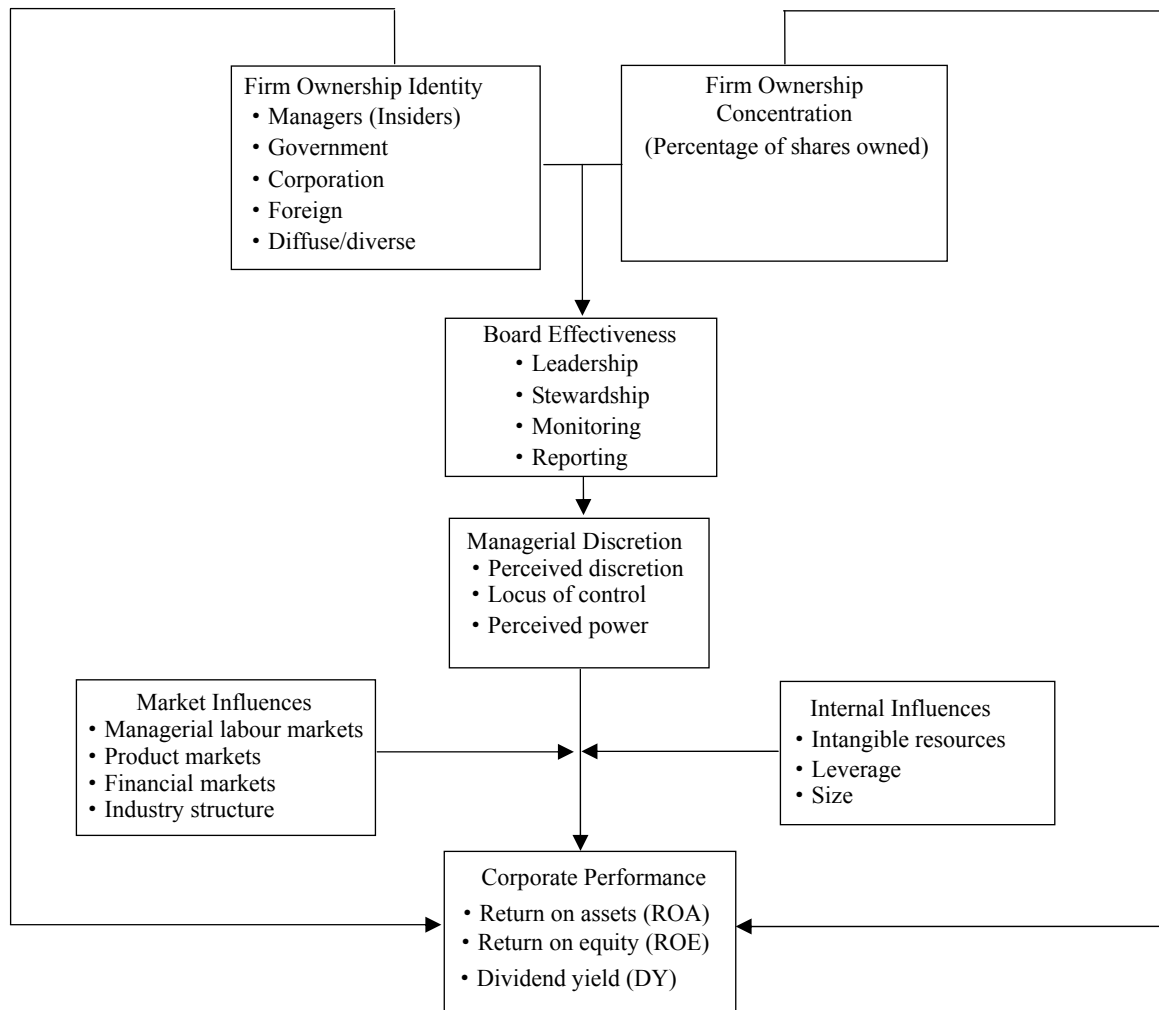 Firm Ownership Identity
• Managers (Insiders)
• Government
• Corporation
• Foreign
• Diffuse/diverse
Firm Ownership
Concentration
(Percentage of shares owned)
Board Effectiveness
• Leadership
• Stewardship
• Monitoring
• Reporting
Managerial Discretion
• Perceived discretion
• Locus of control
• Perceived power
Market Influences
• Managerial labour markets
• Product markets
• Financial markets
• Industry structure
Internal Influences
• Intangible resources
• Leverage
• Size
Corporate Performance
• Return on assets (ROA)
• Return on equity (ROE)
• Dividend yield (DY)